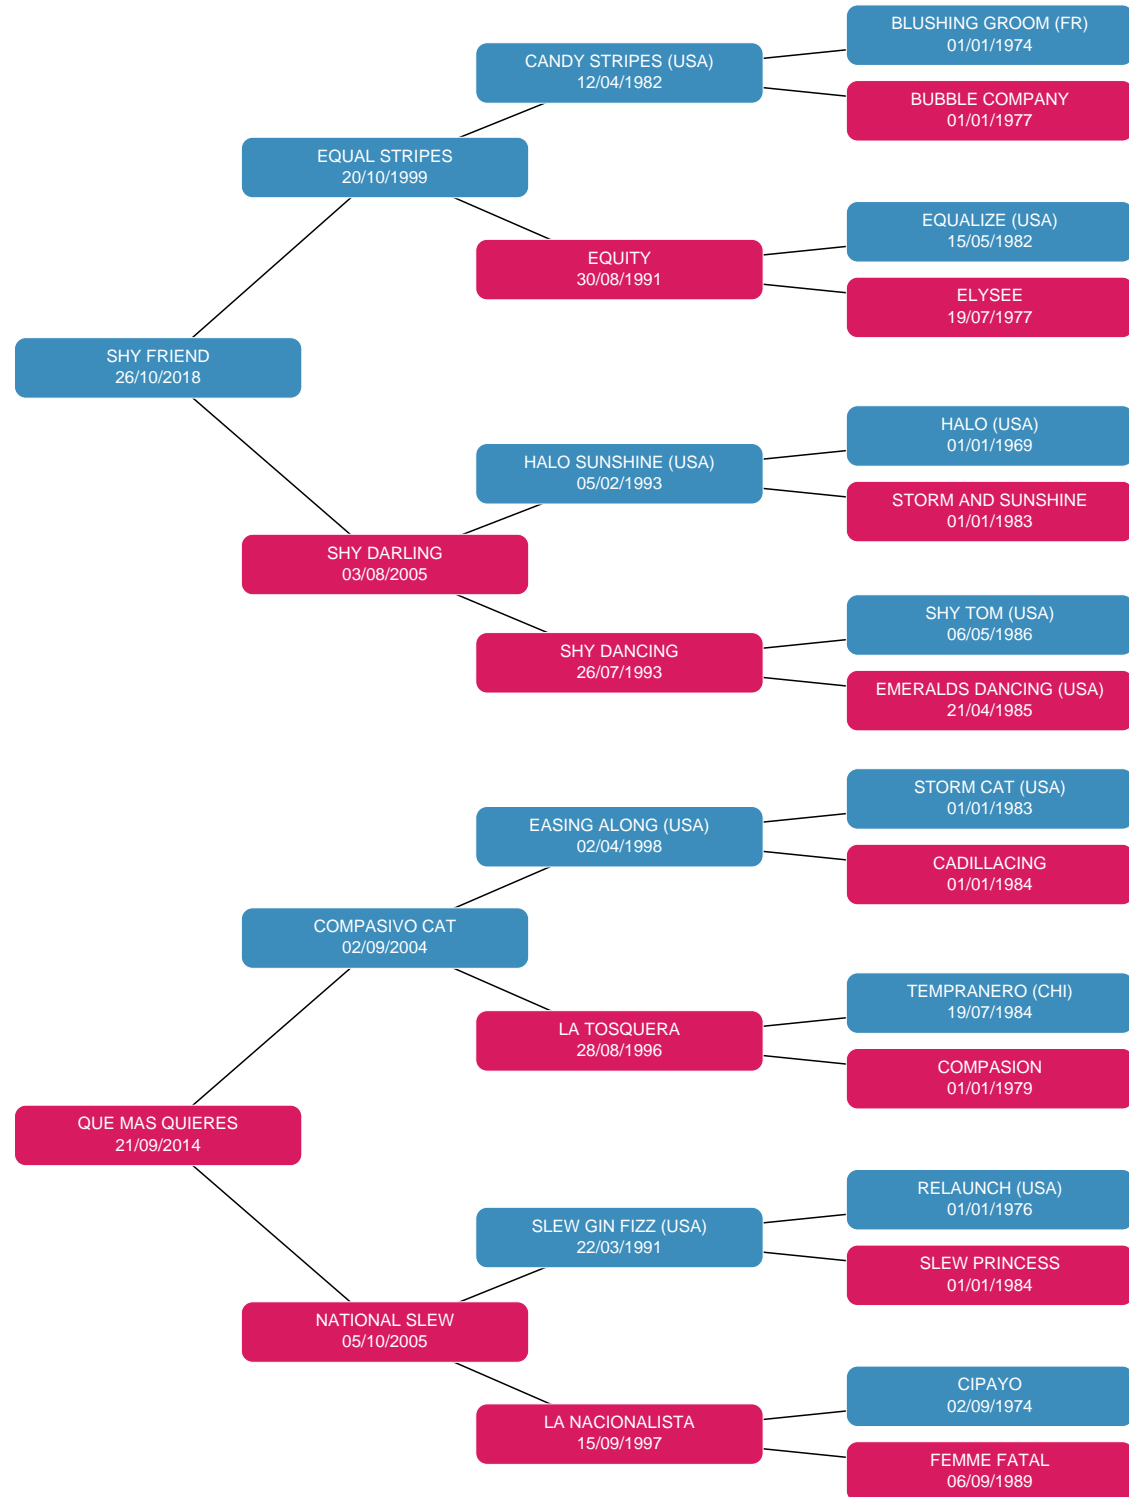 BLUSHING GROOM (FR)
01/01/1974
CANDY STRIPES (USA)
12/04/1982
BUBBLE COMPANY
01/01/1977
EQUAL STRIPES
20/10/1999
EQUALIZE (USA)
15/05/1982
EQUITY
30/08/1991
ELYSEE
19/07/1977
SHY FRIEND
26/10/2018
HALO (USA)
01/01/1969
HALO SUNSHINE (USA)
05/02/1993
STORM AND SUNSHINE
01/01/1983
SHY DARLING
03/08/2005
SHY TOM (USA)
06/05/1986
SHY DANCING
26/07/1993
EMERALDS DANCING (USA)
21/04/1985
STORM CAT (USA)
01/01/1983
EASING ALONG (USA)
02/04/1998
CADILLACING
01/01/1984
COMPASIVO CAT
02/09/2004
TEMPRANERO (CHI)
19/07/1984
LA TOSQUERA
28/08/1996
COMPASION
01/01/1979
QUE MAS QUIERES
21/09/2014
RELAUNCH (USA)
01/01/1976
SLEW GIN FIZZ (USA)
22/03/1991
SLEW PRINCESS
01/01/1984
NATIONAL SLEW
05/10/2005
CIPAYO
02/09/1974
LA NACIONALISTA
15/09/1997
FEMME FATAL
06/09/1989